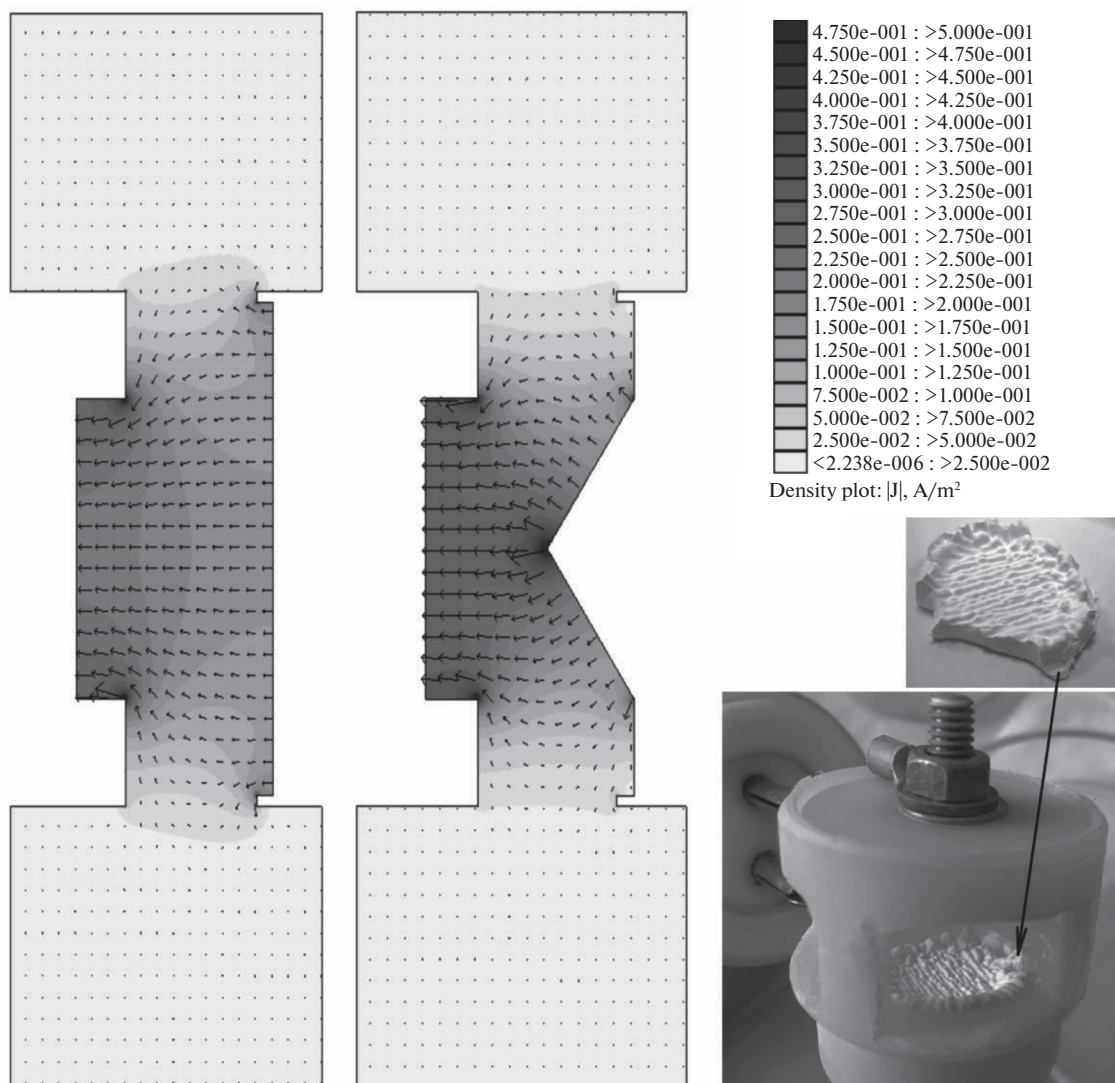 4.750e-001 : >5.000e-001
4.500e-001 : >4.750e-001
4.250e-001 : >4.500e-001
4.000e-001 : >4.250e-001
3.750e-001 : >4.000e-001
3.500e-001 : >3.750e-001
3.250e-001 : >3.500e-001
3.000e-001 : >3.250e-001
2.750e-001 : >3.000e-001
2.500e-001 : >2.750e-001
2.250e-001 : >2.500e-001
2.000e-001 : >2.250e-001
1.750e-001 : >2.000e-001
1.500e-001 : >1.750e-001
1.250e-001 : >1.500e-001
1.000e-001 : >1.250e-001
7.500e-002 : >1.000e-001
5.000e-002 : >7.500e-002
2.500e-002 : >5.000e-002
<2.238e-006 : >2.500e-002
Density plot: |J|, A/m²